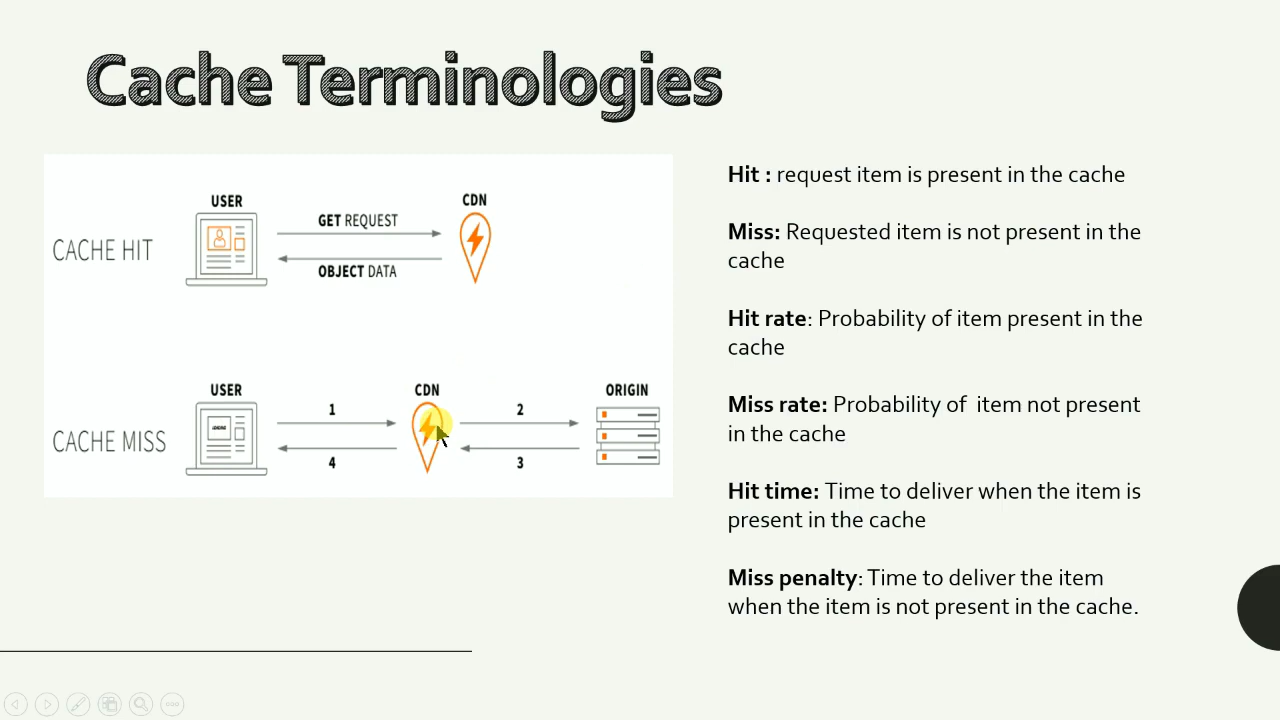 Cache Terminologies
USER
CDN
GET REQUEST
CACHE HIT
OBJECT DATA
USER
CDN
ORIGIN
1
2
CACHE MISS
4
3
Hit : request item is present in the cache
Miss: Requested item is not present in the
cache
Hit rate: Probability of item present in the
cache
Miss rate: Probability of  item not present
in the cache
Hit time: Time to deliver when the item is
present in the cache
Miss penalty: Time to deliver the item
when the item is not present in the cache.